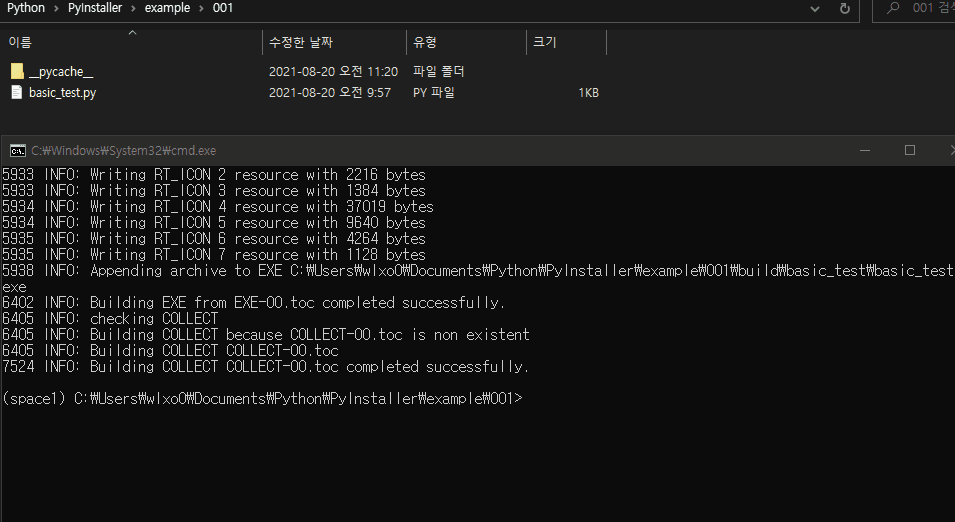 Python > PyInstaller > example > 001
001 검색
이름 수정한 날짜 유형 크기
__pycache__ 2021-08-20 오전 11:20 파일 폴더
basic_test.py 2021-08-20 오전 9:57 PY 파일 1KB
C:₩Windows₩System32₩cmd.exe
5933 INFO: Writing RT_ICON 2 resource with 2216 bytes
5933 INFO: Writing RT_ICON 3 resource with 1384 bytes
5934 INFO: Writing RT_ICON 4 resource with 37019 bytes
5934 INFO: Writing RT_ICON 5 resource with 9640 bytes
5935 INFO: Writing RT_ICON 6 resource with 4264 bytes
5935 INFO: Writing RT_ICON 7 resource with 1128 bytes
5938 INFO: Appending archive to EXE C:₩Users₩wlxo0₩Documents₩Python₩PyInstaller₩example₩001₩build₩basic_test₩basic_test
exe
6402 INFO: Building EXE from EXE-00.toc completed successfully.
6405 INFO: checking COLLECT
6405 INFO: Building COLLECT because COLLECT-00.toc is non existent
6405 INFO: Building COLLECT COLLECT-00.toc
7524 INFO: Building COLLECT COLLECT-00.toc completed successfully.
(space1) C:₩Users₩wlxo0₩Documents₩Python₩PyInstaller₩example₩001>